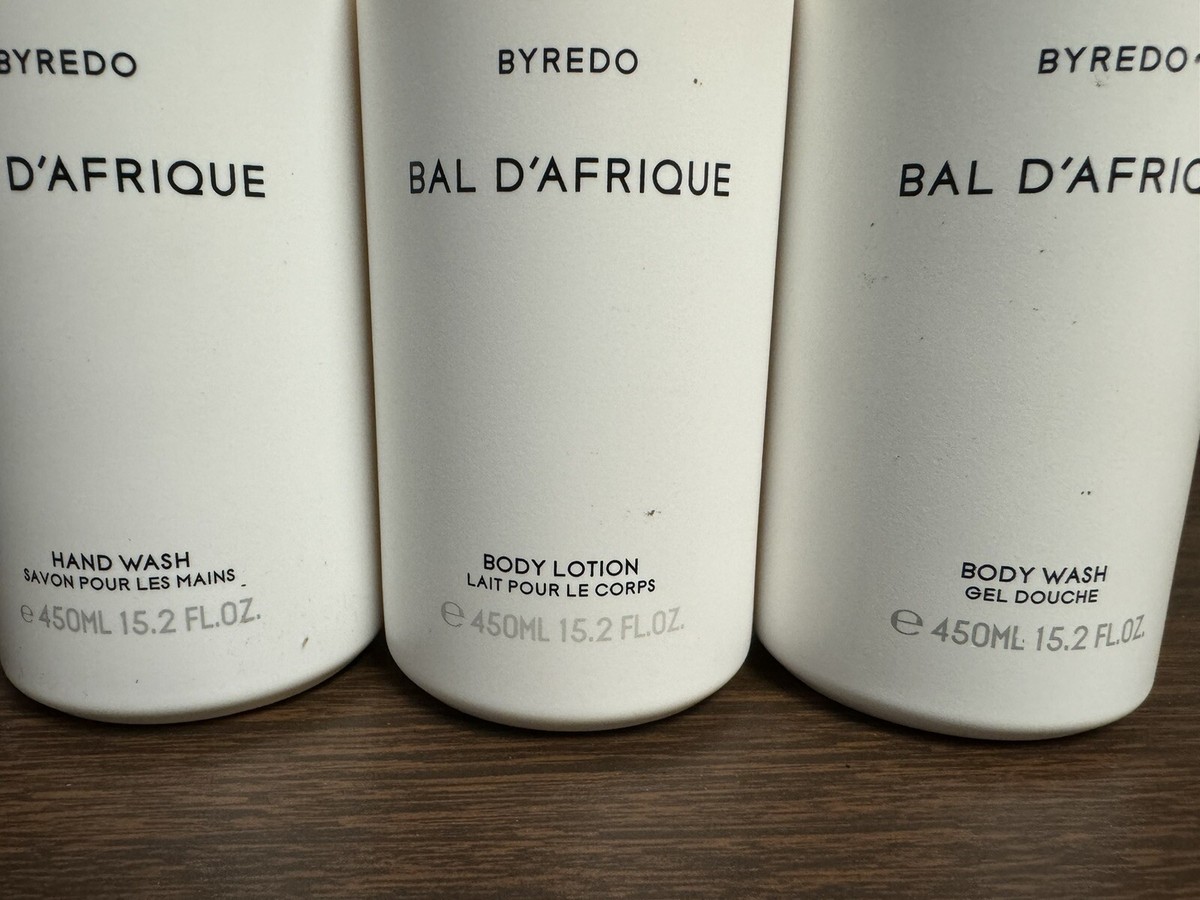 BYREDO
D'AFRIQUE
HAND WASH
SAVON POUR LES MAINS
e 450ML 15.2 FL.OZ.
BYREDO
BAL D'AFRIQUE
BODY LOTION
LAIT POUR LE CORPS
e 450ML 15.2 FL.OZ.
BYREDO
BAL D'AFRIQ
BODY WASH
GEL DOUCHE
e 450ML 15.2 FL.OZ.